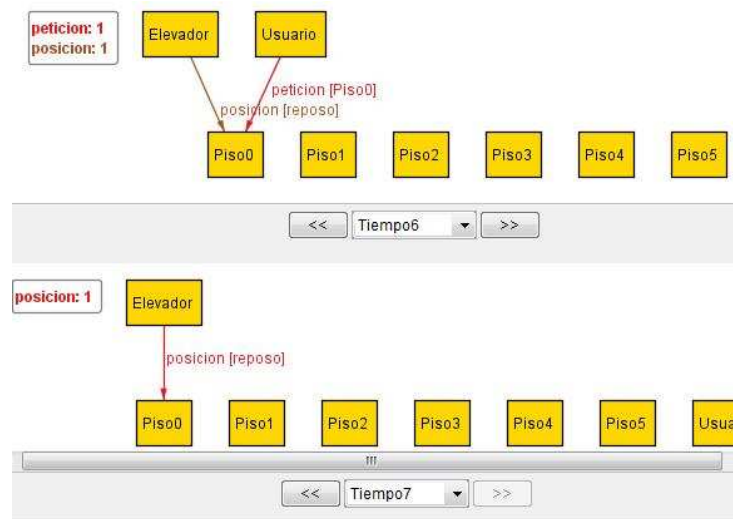 peticion: 1
posicion: 1
Elevador
Usuario
peticion [Piso0]
posicion [reposo]
Piso0
Piso1
Piso2
Piso3
Piso4
Piso5
<< Tiempo6 >>
posicion: 1
Elevador
posicion [reposo]
Piso0
Piso1
Piso2
Piso3
Piso4
Piso5
Usua
<< Tiempo7 >>